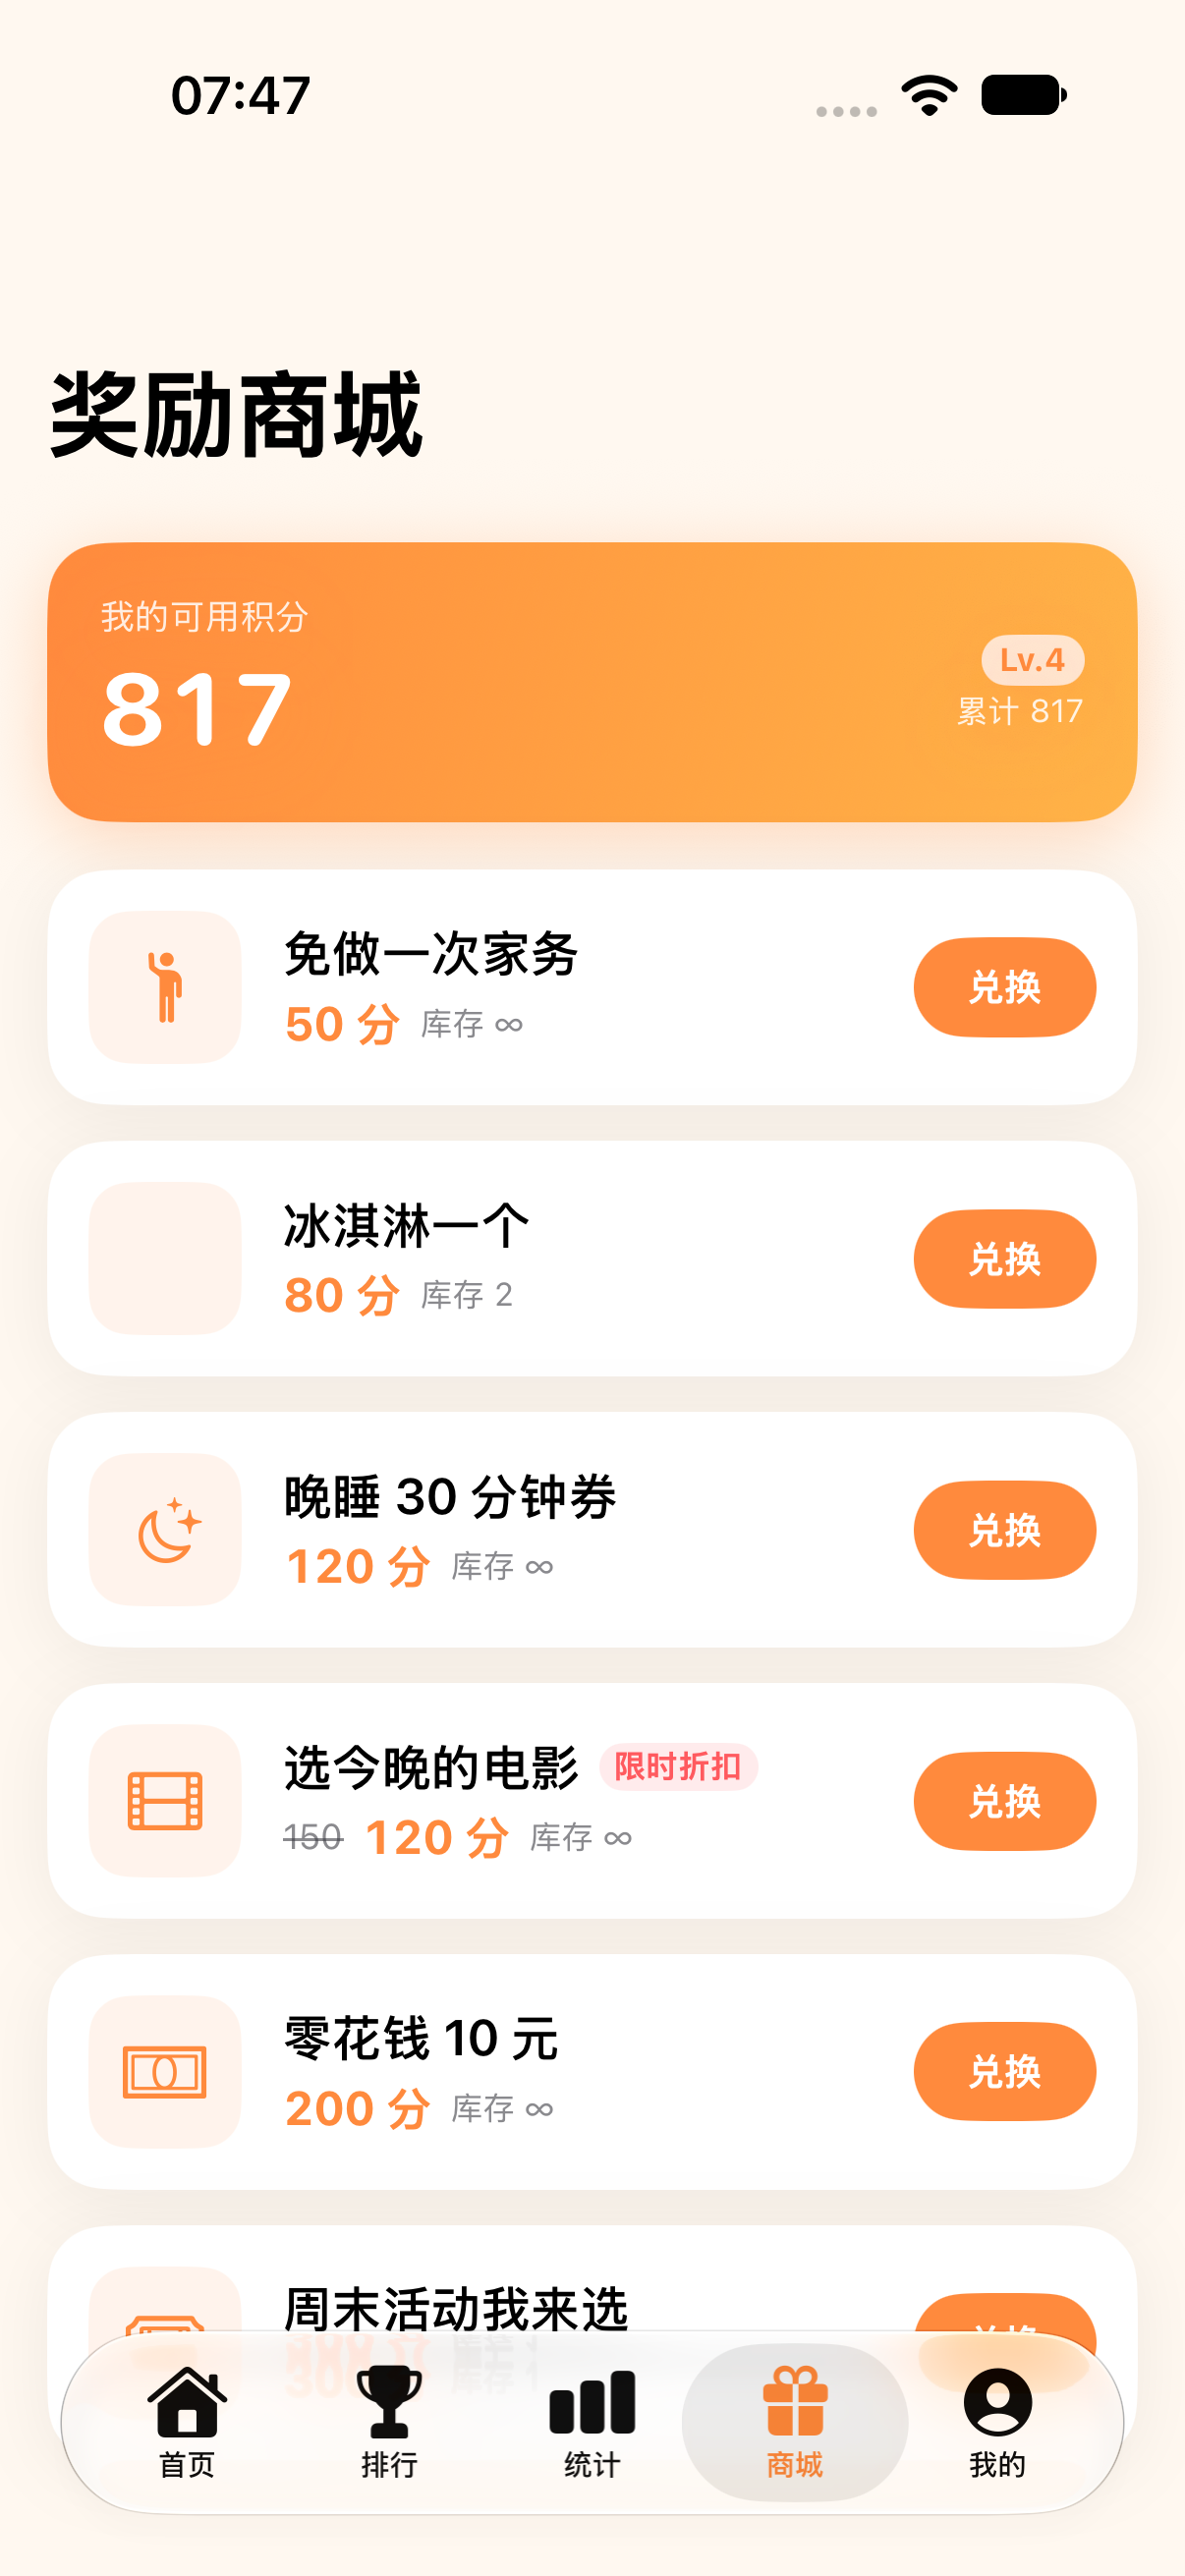 07:47
奖励商城
我的可用积分
817
Lv.4
累计 817
免做一次家务
50 分 库存 ∞
兑换
冰淇淋一个
80 分 库存 2
兑换
晚睡 30 分钟券
120 分 库存 ∞
兑换
选今晚的电影 限时折扣
150 120 分 库存 ∞
兑换
零花钱 10 元
200 分 库存 ∞
兑换
周末活动我来选
首页
排行
统计
商城
我的